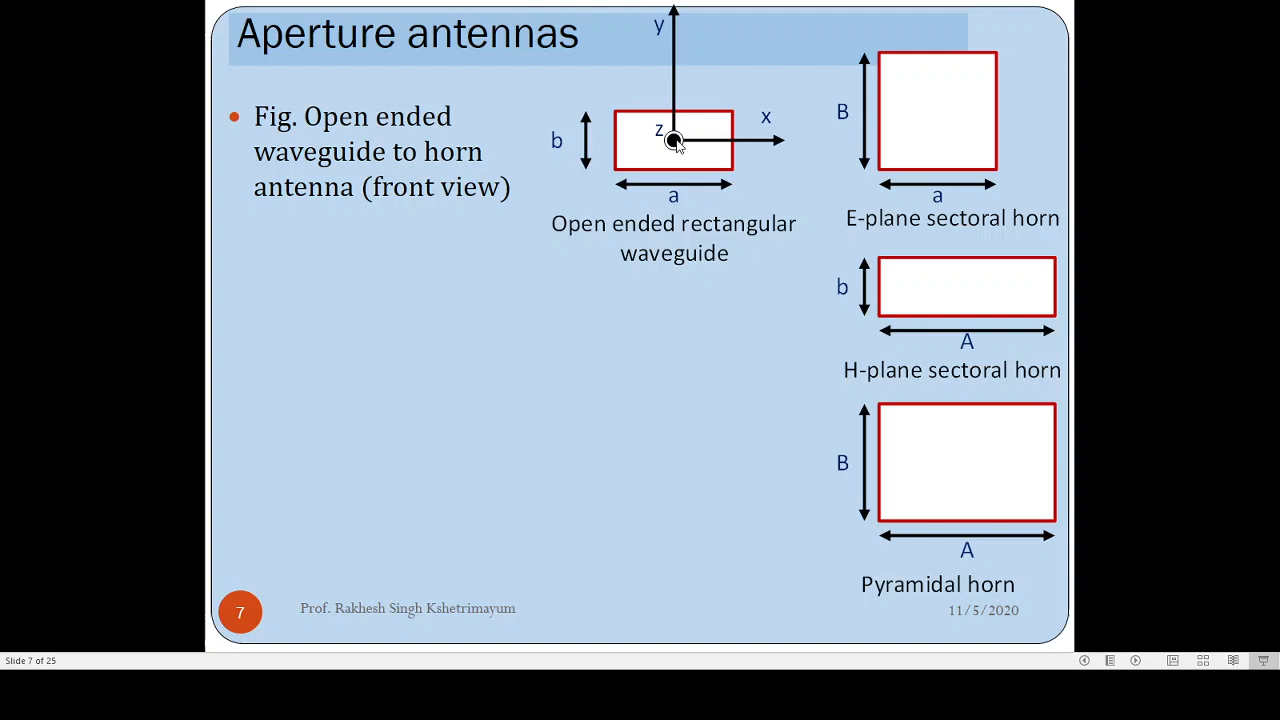 Aperture antennas
• Fig. Open ended
waveguide to horn
antenna (front view)
y
z
x
b
a
Open ended rectangular
waveguide
B
a
E-plane sectoral horn
b
A
H-plane sectoral horn
B
A
Pyramidal horn
7
Prof. Rakhesh Singh Kshetrimayum
11/5/2020
Slide 7 of 25